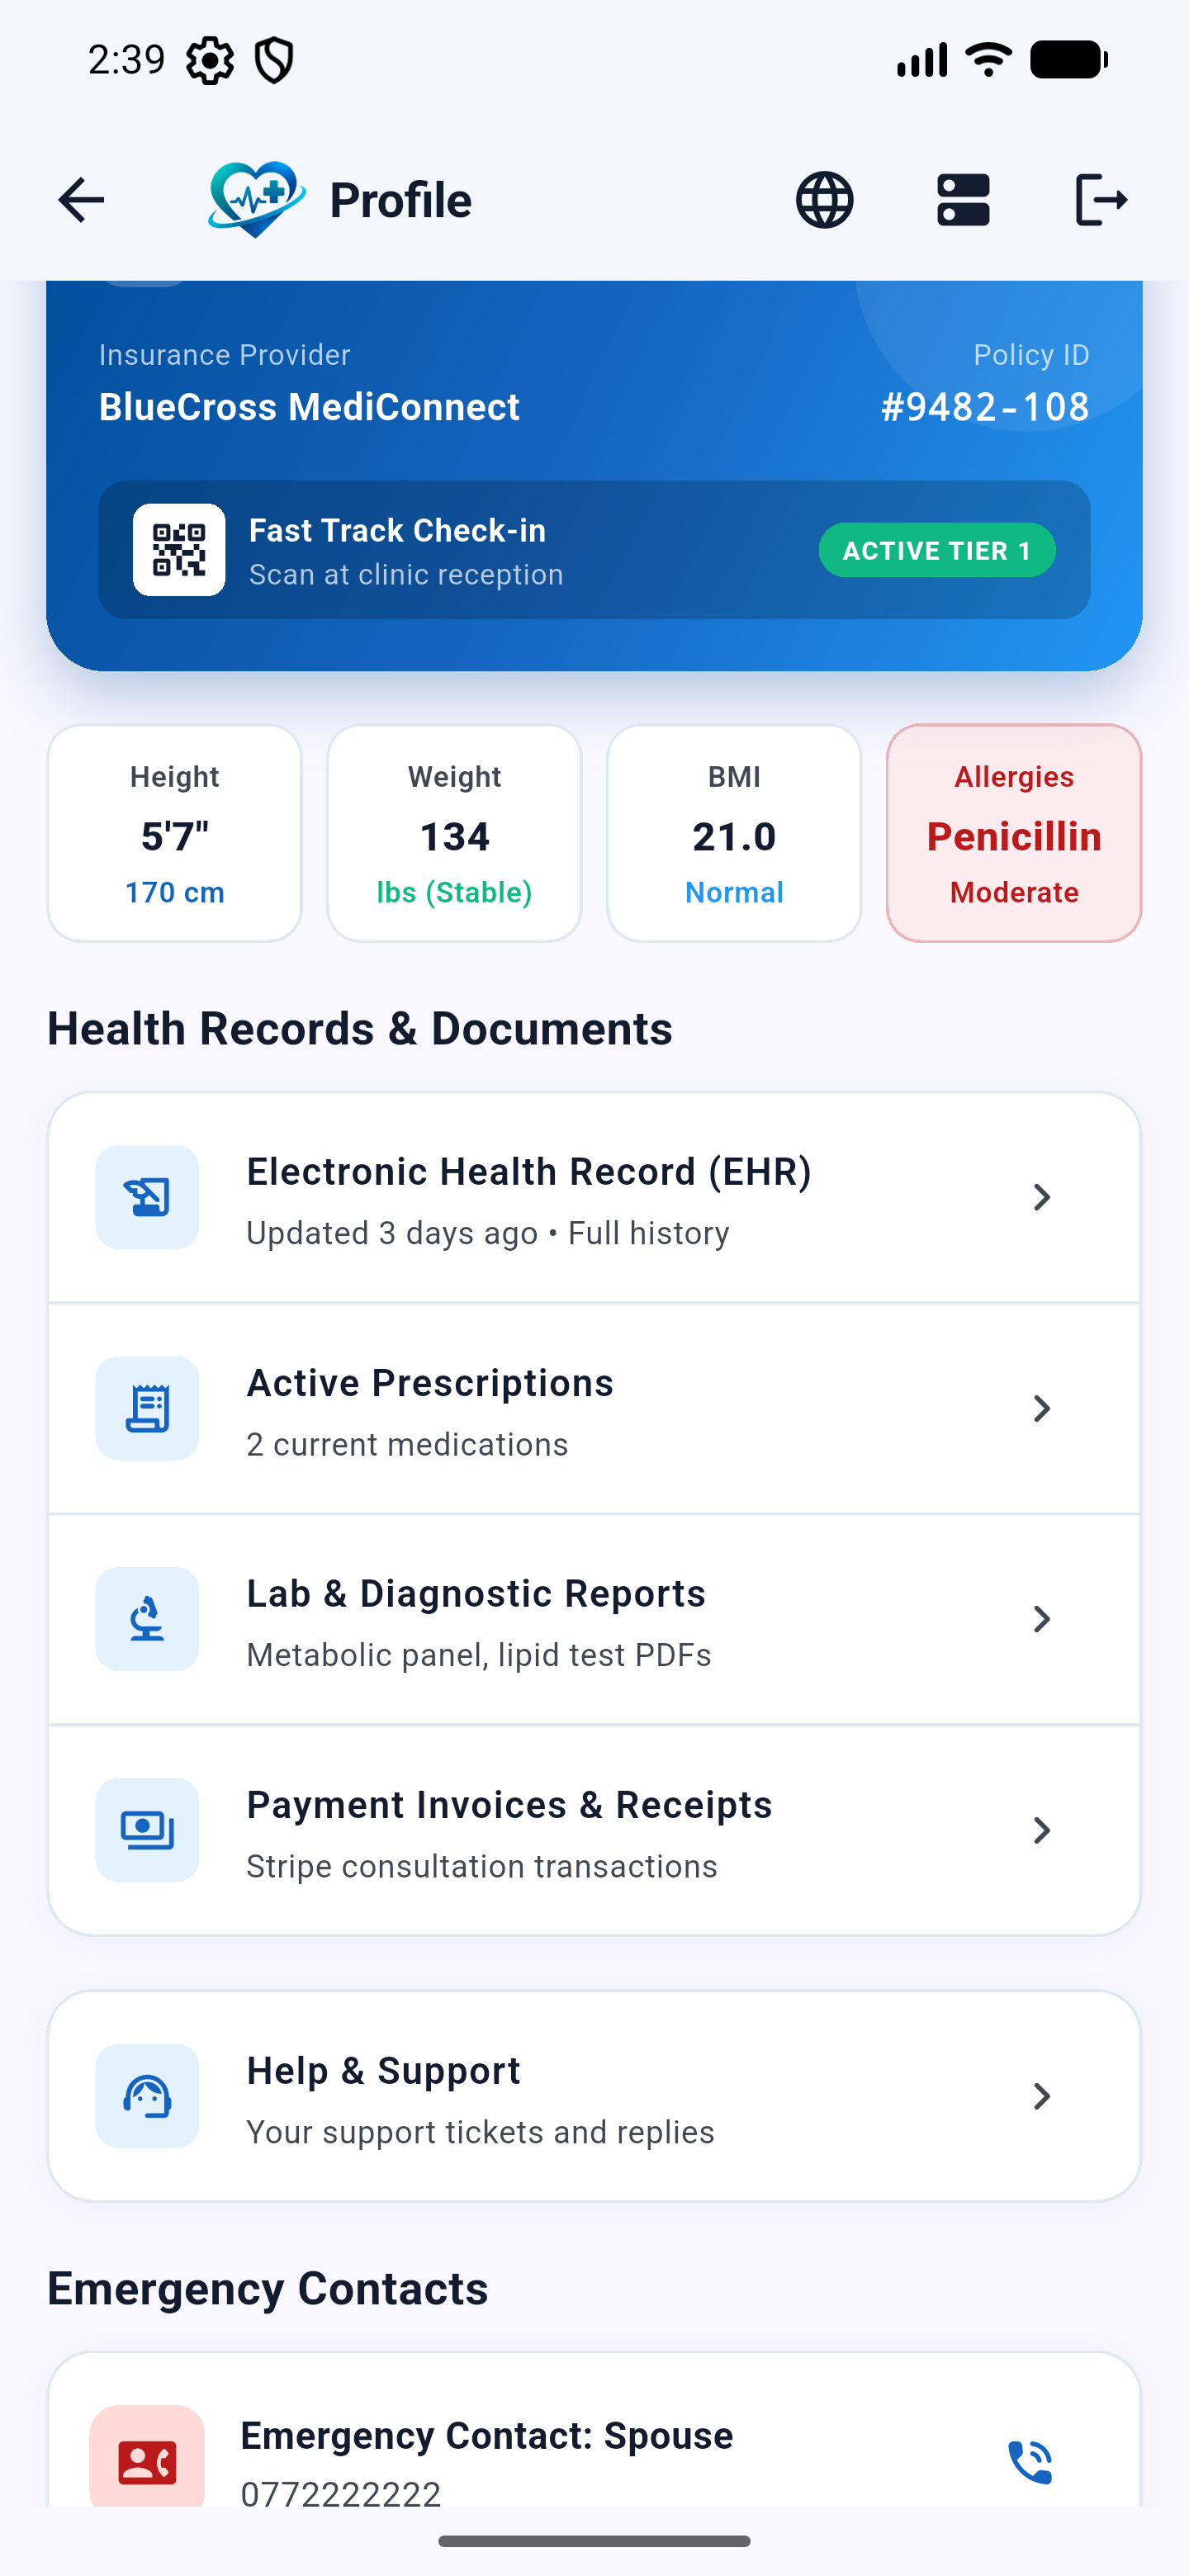 2:39
Profile
Insurance Provider
Policy ID
BlueCross MediConnect
#9482-108
Fast Track Check-in
Scan at clinic reception
ACTIVE TIER 1
Height
5'7"
170 cm
Weight
134
lbs (Stable)
BMI
21.0
Normal
Allergies
Penicillin
Moderate
Health Records & Documents
Electronic Health Record (EHR)
Updated 3 days ago • Full history
Active Prescriptions
2 current medications
Lab & Diagnostic Reports
Metabolic panel, lipid test PDFs
Payment Invoices & Receipts
Stripe consultation transactions
Help & Support
Your support tickets and replies
Emergency Contacts
Emergency Contact: Spouse
0772222222